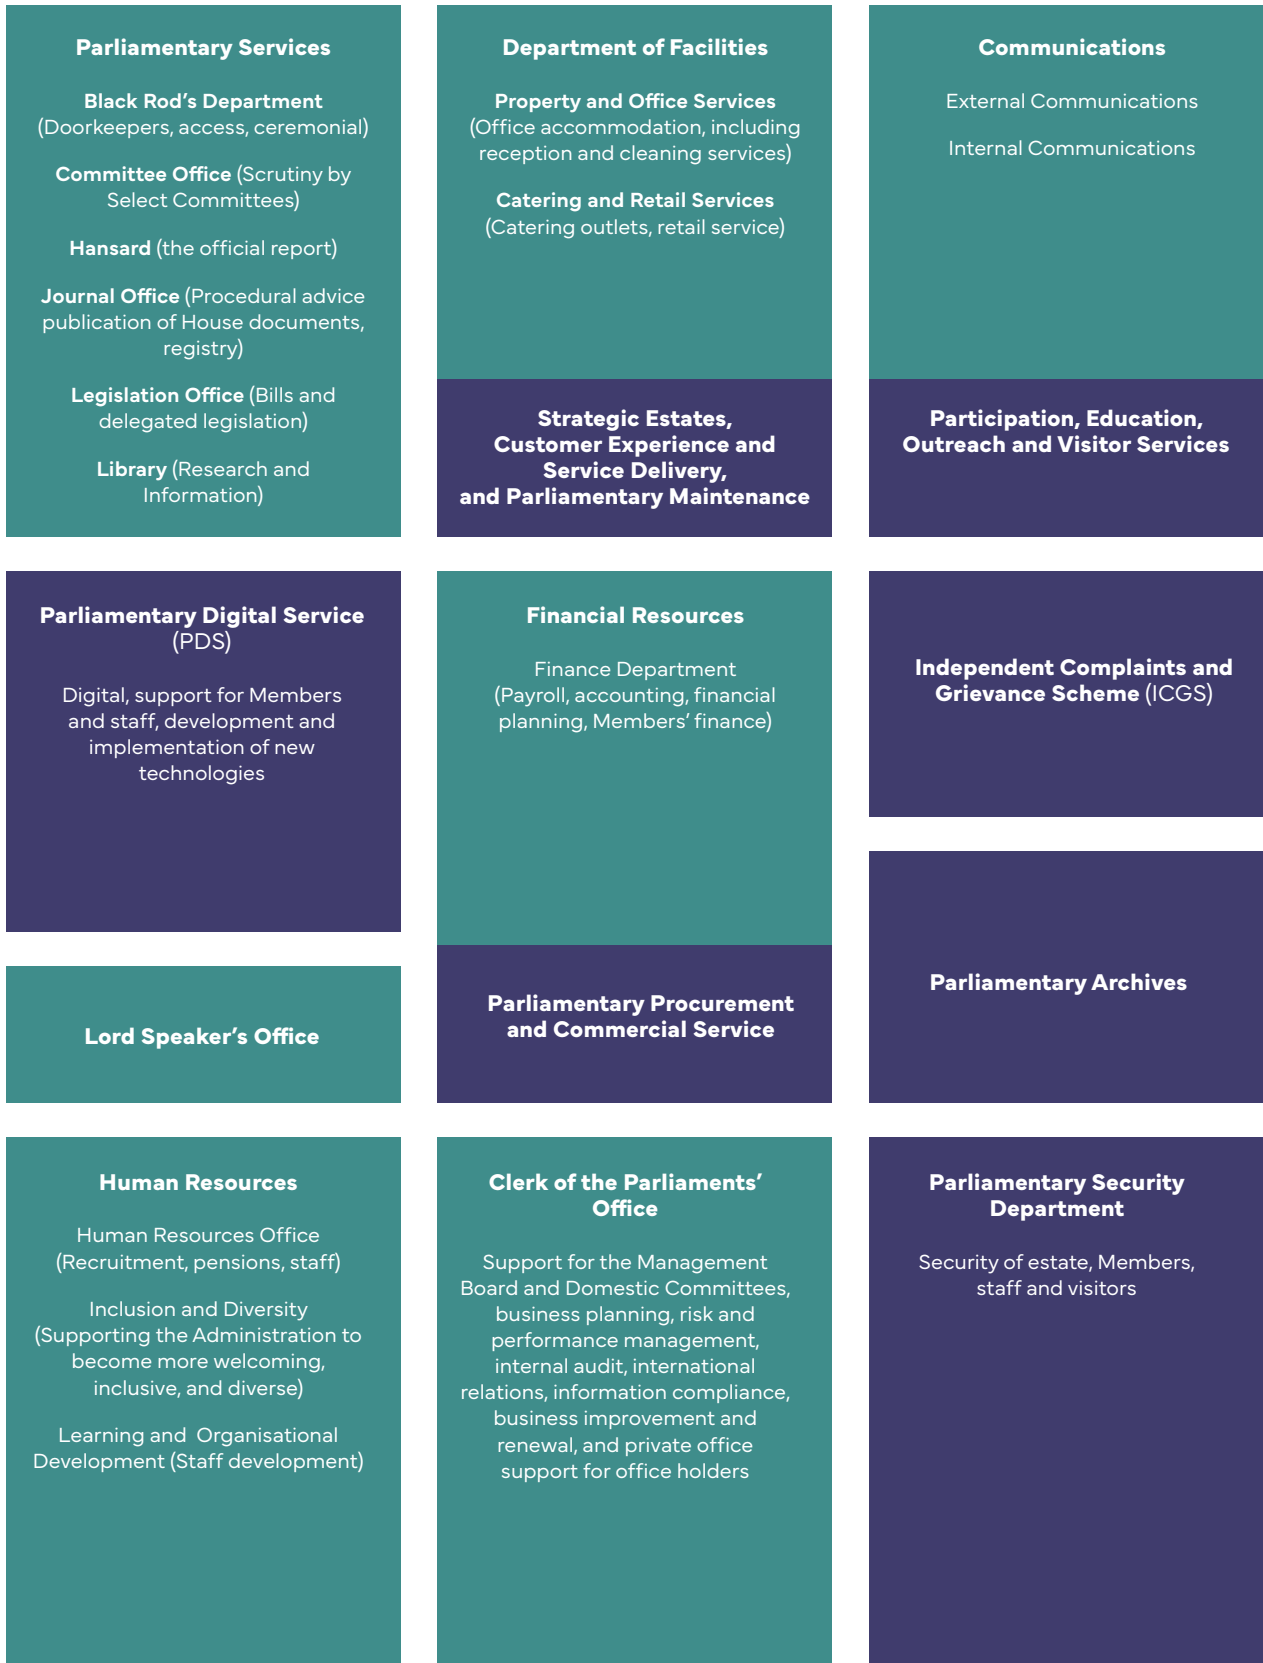 Parliamentary Services
Black Rod’s Department
(Doorkeepers, access, ceremonial)
Committee Office (Scrutiny by
Select Committees)
Hansard (the official report)
Journal Office (Procedural advice
publication of House documents,
registry)
Legislation Office (Bills and
delegated legislation)
Library (Research and
Information)
Department of Facilities
Property and Office Services
(Office accommodation, including
reception and cleaning services)
Catering and Retail Services
(Catering outlets, retail service)
Strategic Estates,
Customer Experience and
Service Delivery,
and Parliamentary Maintenance
Communications
External Communications
Internal Communications
Participation, Education,
Outreach and Visitor Services
Parliamentary Digital Service
(PDS)
Digital, support for Members
and staff, development and
implementation of new
technologies
Financial Resources
Finance Department
(Payroll, accounting, financial
planning, Members’ finance)
Independent Complaints and
Grievance Scheme (ICGS)
Lord Speaker’s Office
Parliamentary Procurement
and Commercial Service
Parliamentary Archives
Human Resources
Human Resources Office
(Recruitment, pensions, staff)
Inclusion and Diversity
(Supporting the Administration to
become more welcoming,
inclusive, and diverse)
Learning and Organisational
Development (Staff development)
Clerk of the Parliaments’
Office
Support for the Management
Board and Domestic Committees,
business planning, risk and
performance management,
internal audit, international
relations, information compliance,
business improvement and
renewal, and private office
support for office holders
Parliamentary Security
Department
Security of estate, Members,
staff and visitors